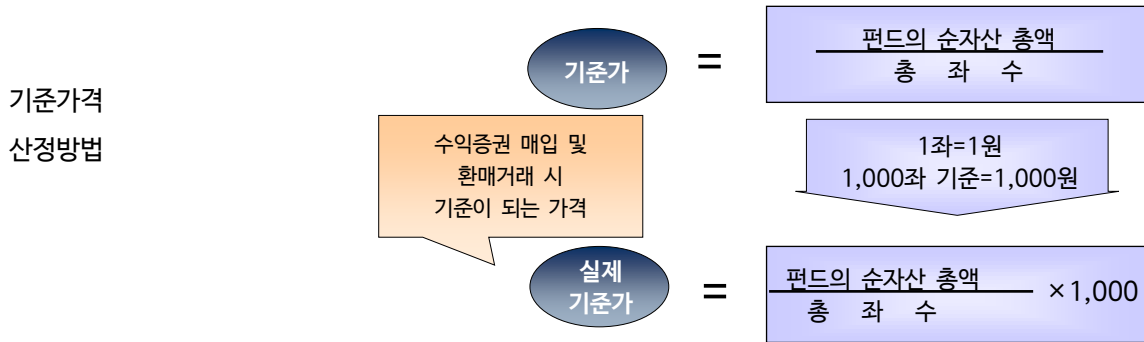 기준가격
산정방법
기준가
=
펀드의 순자산 총액
총 좌 수
수익증권 매입 및
환매거래 시
기준이 되는 가격
1좌=1원
1,000좌 기준=1,000원
실제
기준가
=
펀드의 순자산 총액
총 좌 수
×1,000